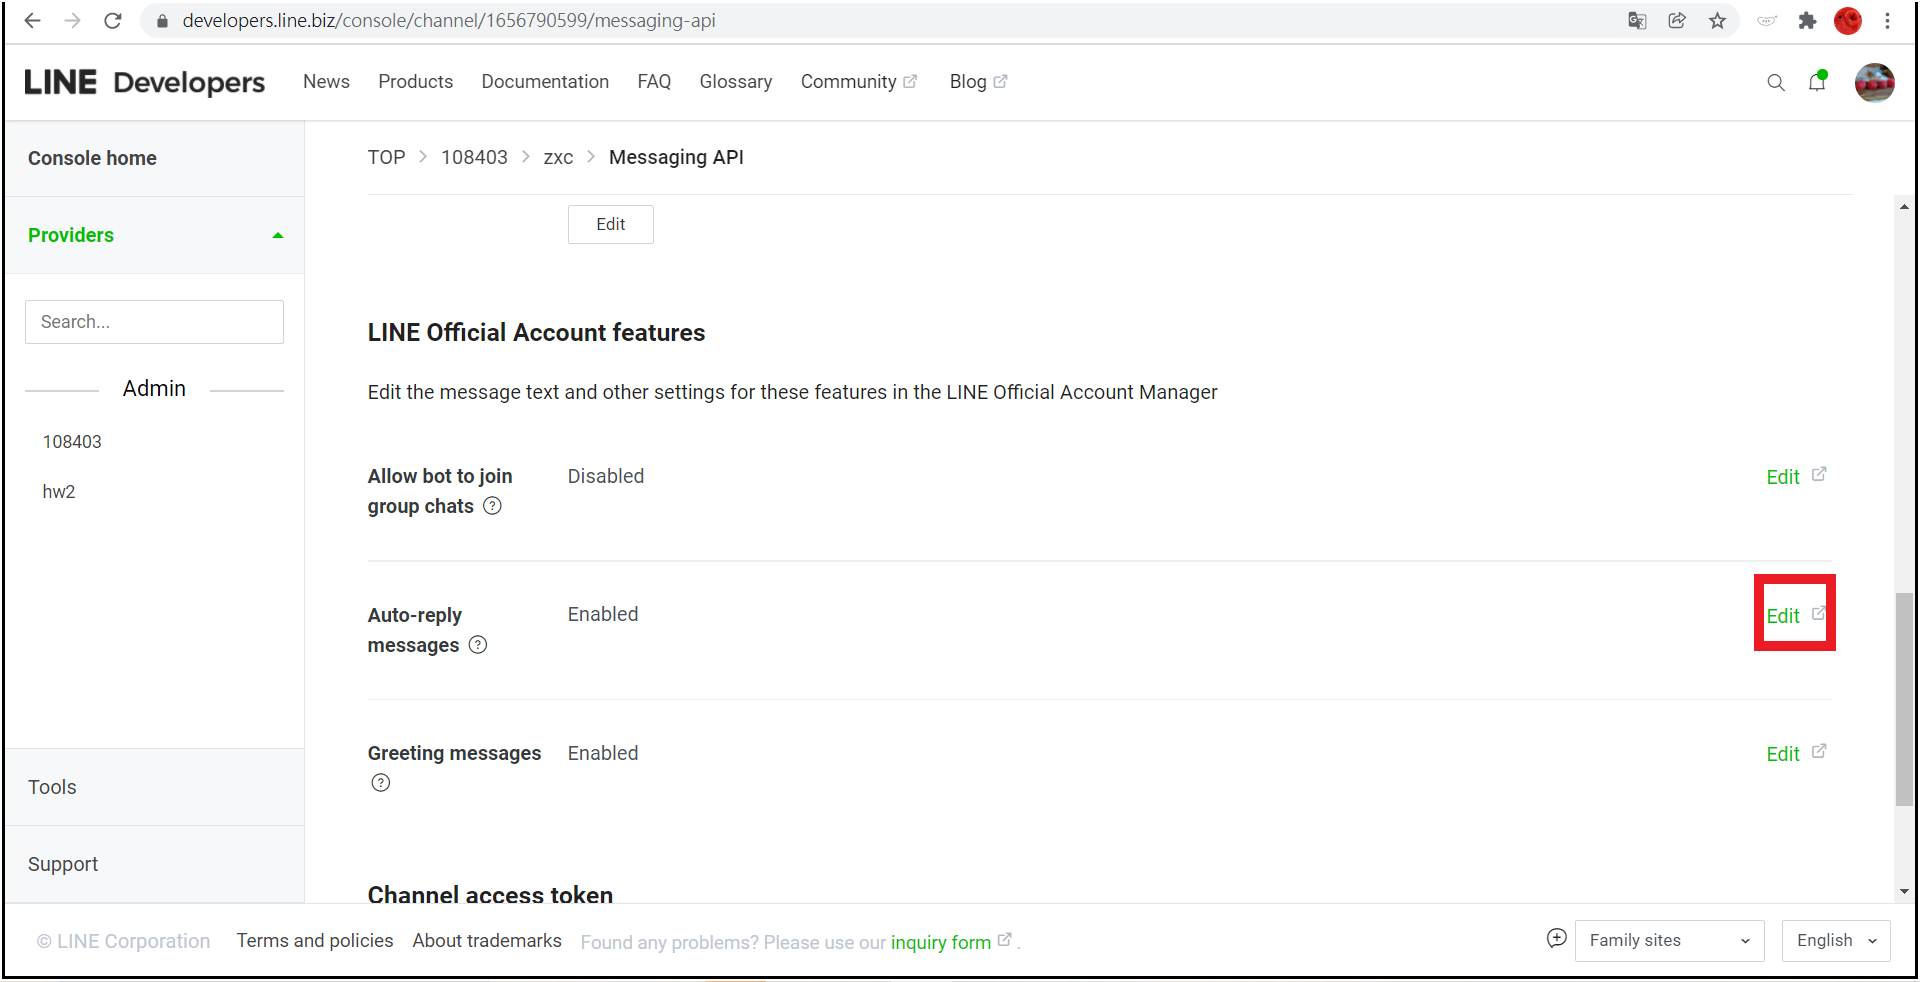 developers.line.biz/console/channel/1656790599/messaging-api
LINE Developers News Products Documentation FAQ Glossary Community Blog
Console home
Providers
Search...
Admin
108403
hw2
Tools
Support
TOP > 108403 > zxc > Messaging API
Edit
LINE Official Account features
Edit the message text and other settings for these features in the LINE Official Account Manager
Allow bot to join
group chats ?
Disabled
Edit
Auto-reply
messages ?
Enabled
Edit
Greeting messages
?
Enabled
Edit
Channel access token
© LINE Corporation Terms and policies About trademarks Found any problems? Please use our inquiry form . Family sites English